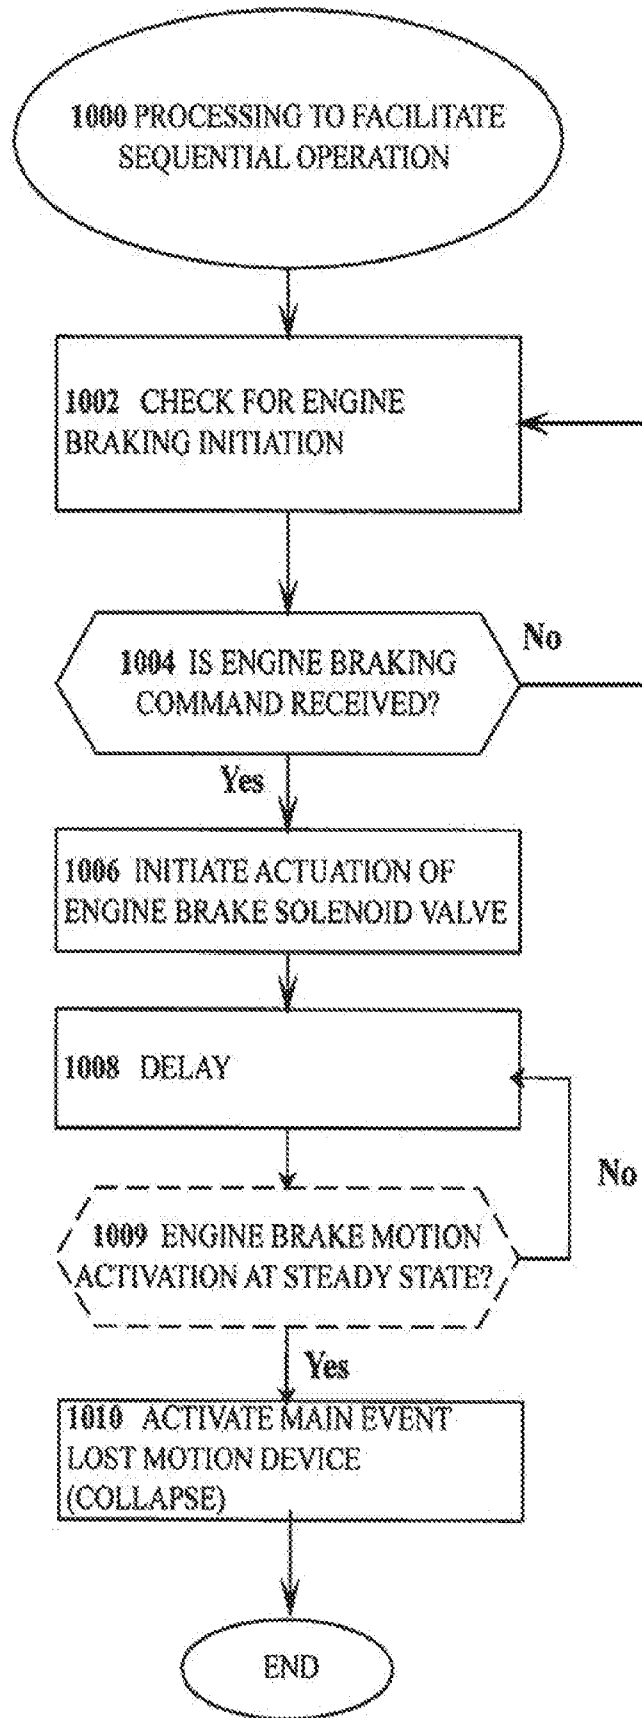 1000 PROCESSING TO FACILITATE
SEQUENTIAL OPERATION
1002 CHECK FOR ENGINE
BRAKING INITIATION
1004 IS ENGINE BRAKING
COMMAND RECEIVED?
No
Yes
1006 INITIATE ACTUATION OF
ENGINE BRAKE SOLENOID VALVE
1008 DELAY
1009 ENGINE BRAKE MOTION
ACTIVATION AT STEADY STATE?
No
Yes
1010 ACTIVATE MAIN EVENT
LOST MOTION DEVICE
(COLLAPSE)
END